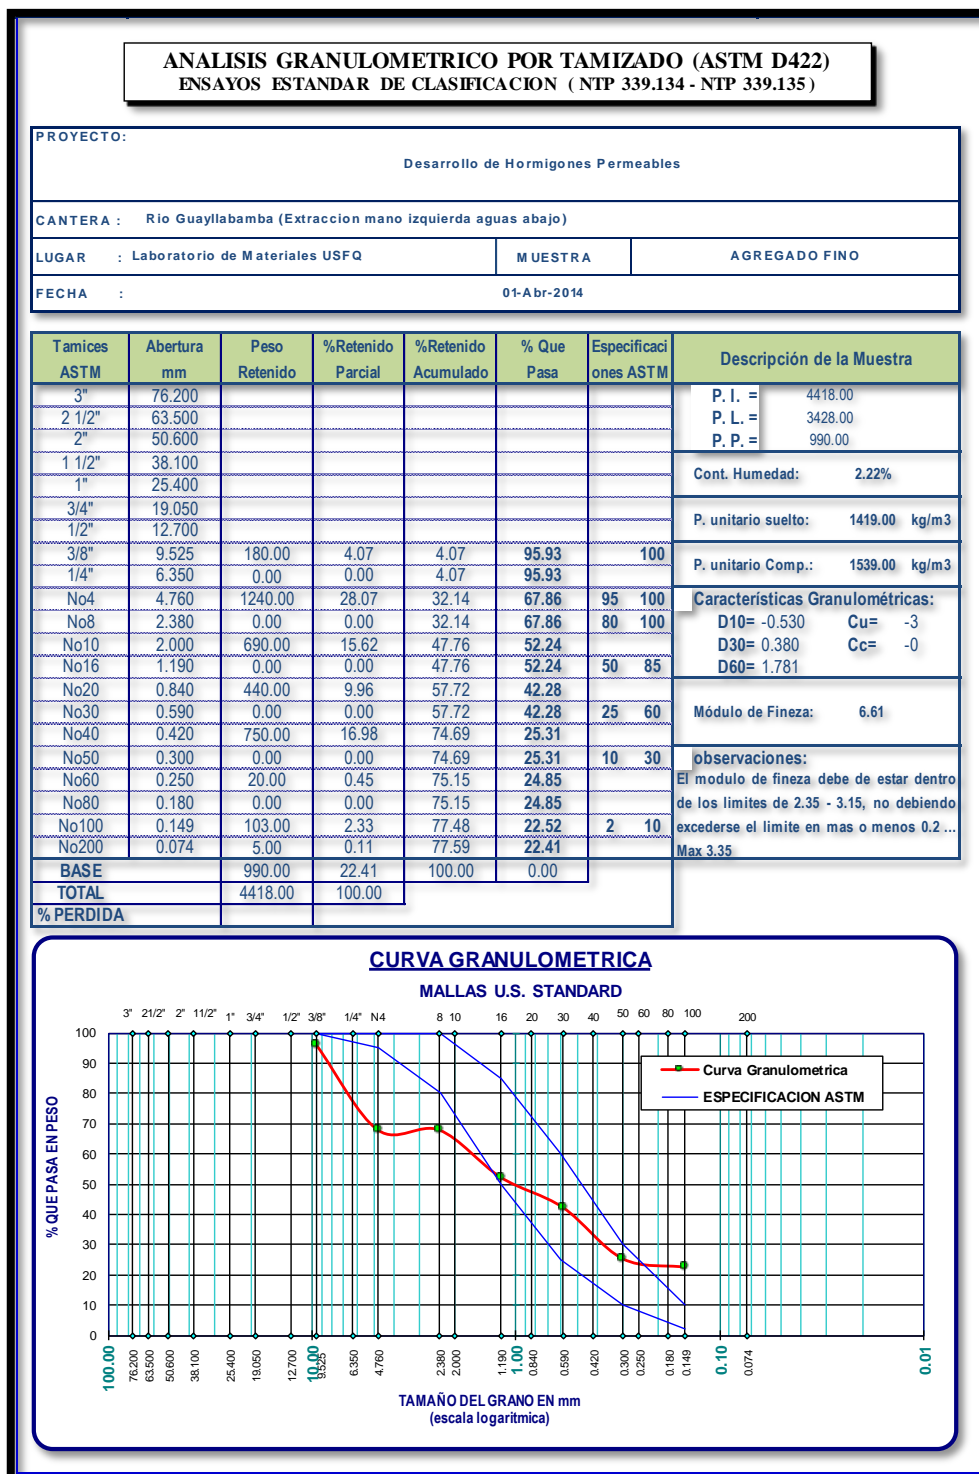 ANALISIS GRANULOMETRICO POR TAMIZADO (ASTM D422)
ENSAYOS ESTANDAR DE CLASIFICACION ( NTP 339.134 - NTP 339.135 )
PROYECTO:
Desarrollo de Hormigones Permeables
CANTERA : Rio Guayllabamba (Extraccion mano izquierda aguas abajo)
LUGAR : Laboratorio de Materiales USFQ MUESTRA AGREGADO FINO
FECHA : 01-Abr-2014
Tamices Abertura Peso %Retenido %Retenido % Que Especificaci
ASTM mm Retenido Parcial Acumulado Pasa ones ASTM
Descripción de la Muestra
3" 76.200
2 1/2" 63.500
2" 50.600
1 1/2" 38.100
1" 25.400
3/4" 19.050
1/2" 12.700
3/8" 9.525 180.00 4.07 4.07 95.93 100
1/4" 6.350 0.00 0.00 4.07 95.93
No4 4.760 1240.00 28.07 32.14 67.86 95 100
No8 2.380 0.00 0.00 32.14 67.86 80 100
No10 2.000 690.00 15.62 47.76 52.24
No16 1.190 0.00 0.00 47.76 52.24 50 85
No20 0.840 440.00 9.96 57.72 42.28
No30 0.590 0.00 0.00 57.72 42.28 25 60
No40 0.420 750.00 16.98 74.69 25.31
No50 0.300 0.00 0.00 74.69 25.31 10 30
No60 0.250 20.00 0.45 75.15 24.85
No80 0.180 0.00 0.00 75.15 24.85
No100 0.149 103.00 2.33 77.48 22.52 2 10
No200 0.074 5.00 0.11 77.59 22.41
BASE 990.00 22.41 100.00 0.00
TOTAL 4418.00 100.00
% PERDIDA
P. I. = 4418.00
P. L. = 3428.00
P. P. = 990.00
Cont. Humedad: 2.22%
P. unitario suelto: 1419.00 kg/m3
P. unitario Comp.: 1539.00 kg/m3
Características Granulométricas:
D10= -0.530 Cu= -3
D30= 0.380 Cc= -0
D60= 1.781
Módulo de Fineza: 6.61
observaciones:
El modulo de fineza debe de estar dentro
de los limites de 2.35 - 3.15, no debiendo
excederse el limite en mas o menos 0.2 ...
Max 3.35
CURVA GRANULOMETRICA
MALLAS U.S. STANDARD
3" 21/2" 2" 11/2" 1" 3/4" 1/2" 3/8" 1/4" N4 8 10 16 20 30 40 50 60 80 100 200
100
90
80
70
60
50
40
30
20
10
0
% QUE PASA EN PESO
Curva Granulometrica
ESPECIFICACION ASTM
100.00 76.200 63.500 50.600 38.100 25.400 19.050 12.700 10.00 9.525 6.350 4.760 2.380 2.000 1.190 1.00 0.840 0.590 0.420 0.300 0.250 0.180 0.149 0.10 0.074 0.01
TAMAÑO DEL GRANO EN mm
(escala logaritmica)